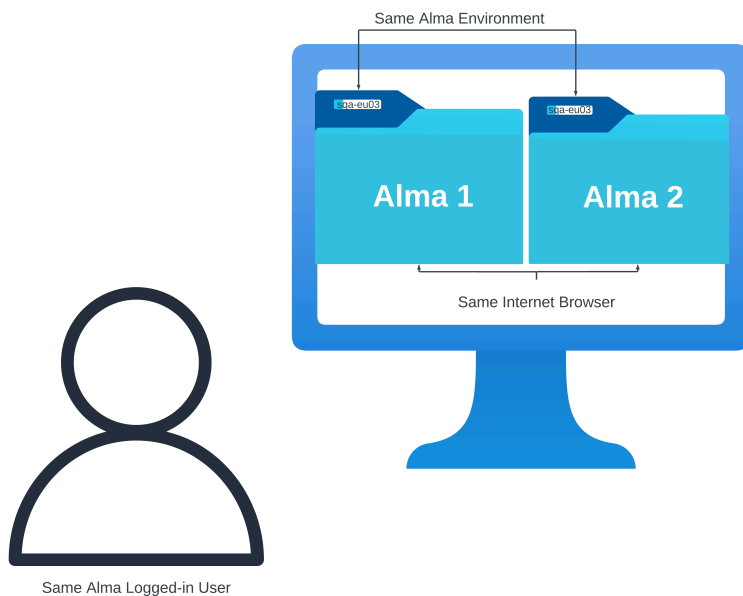 Same Alma Environment
sqa-eu03
sqa-eu03
Alma 1
Alma 2
Same Internet Browser
Same Alma Logged-in User